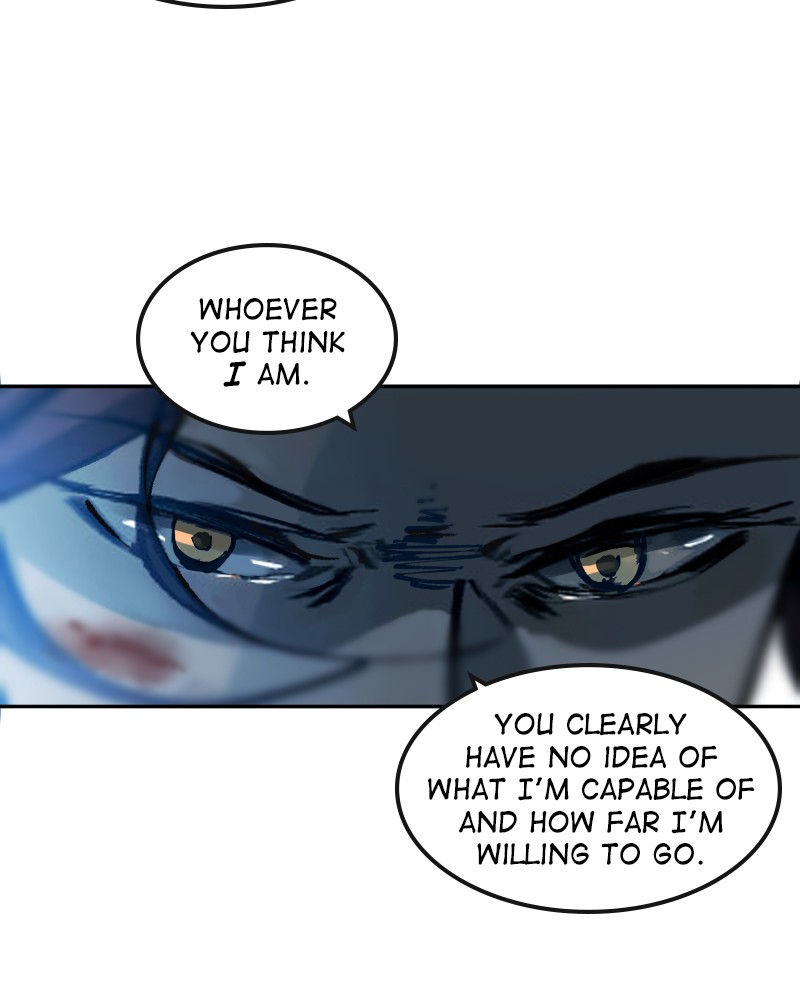 WHOEVER
YOU THINK
I AM.
YOU CLEARLY
HAVE NO IDEA OF
WHAT I'M CAPABLE OF
AND HOW FAR I'M
WILLING TO GO.